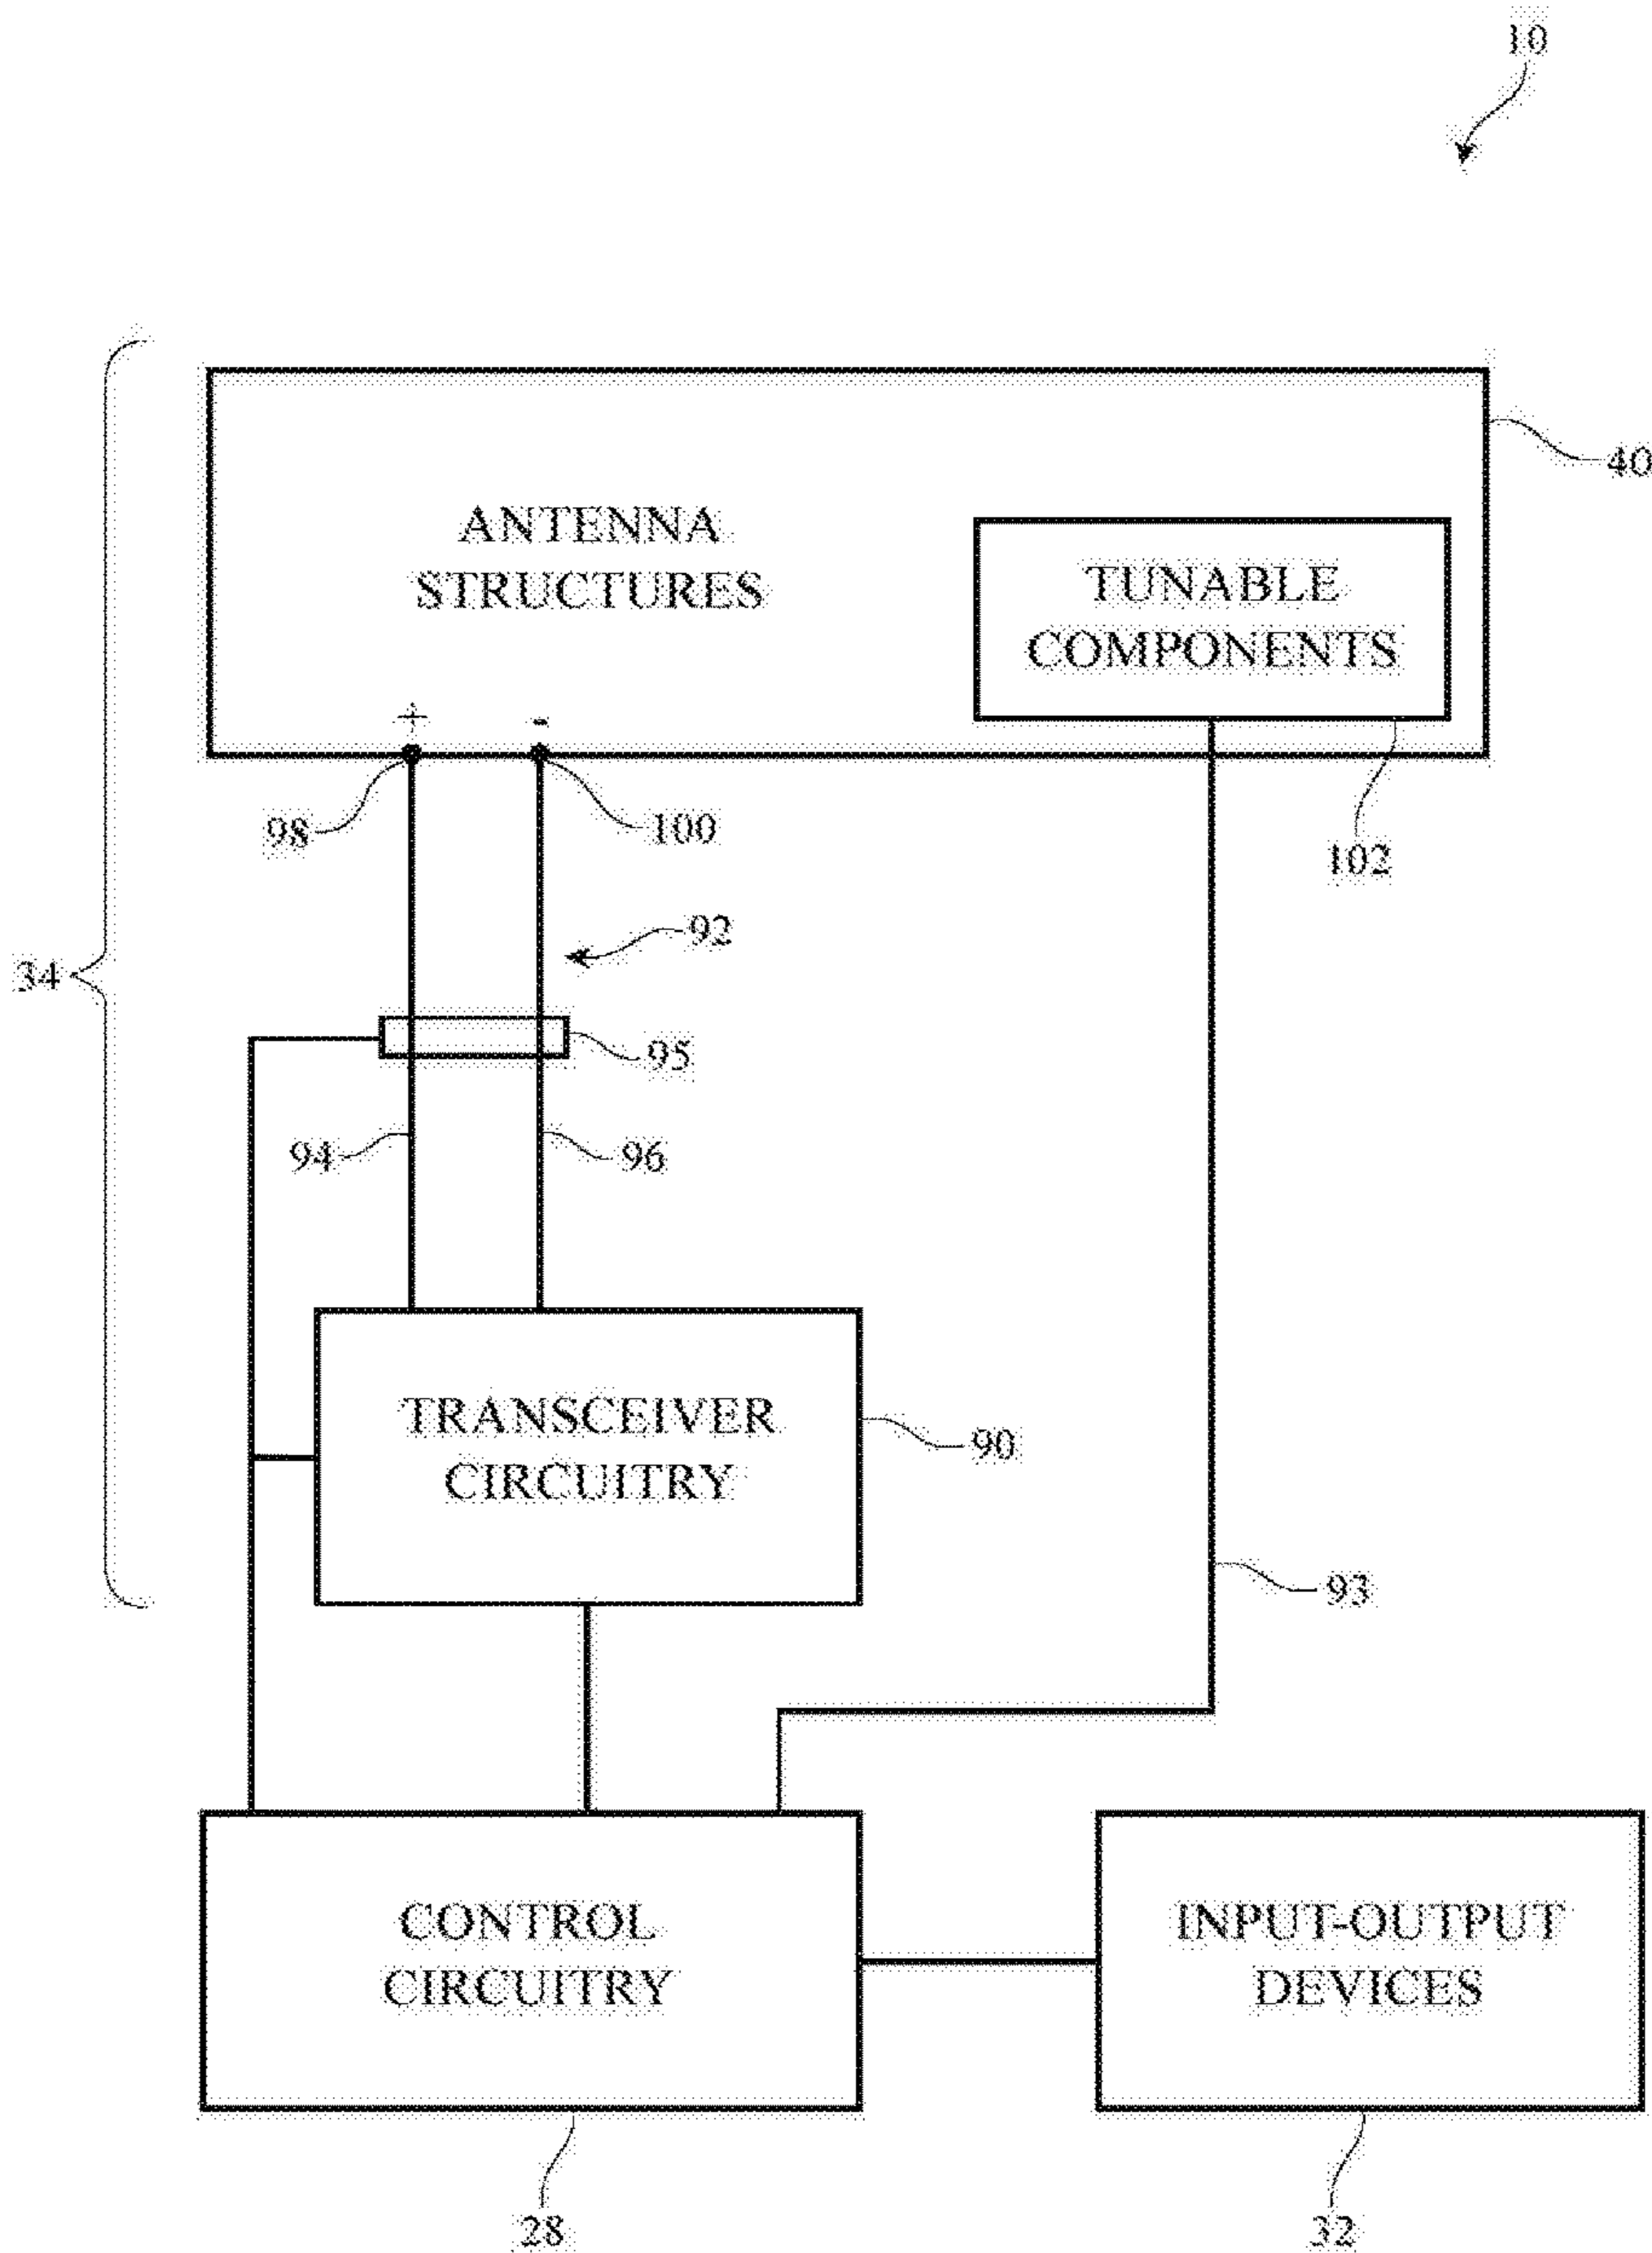 10
40
ANTENNA
STRUCTURES
TUNABLE
COMPONENTS
+
-
98
100
102
92
34
95
94
96
TRANSCEIVER
CIRCUITRY
90
93
CONTROL
CIRCUITRY
INPUT-OUTPUT
DEVICES
28
32